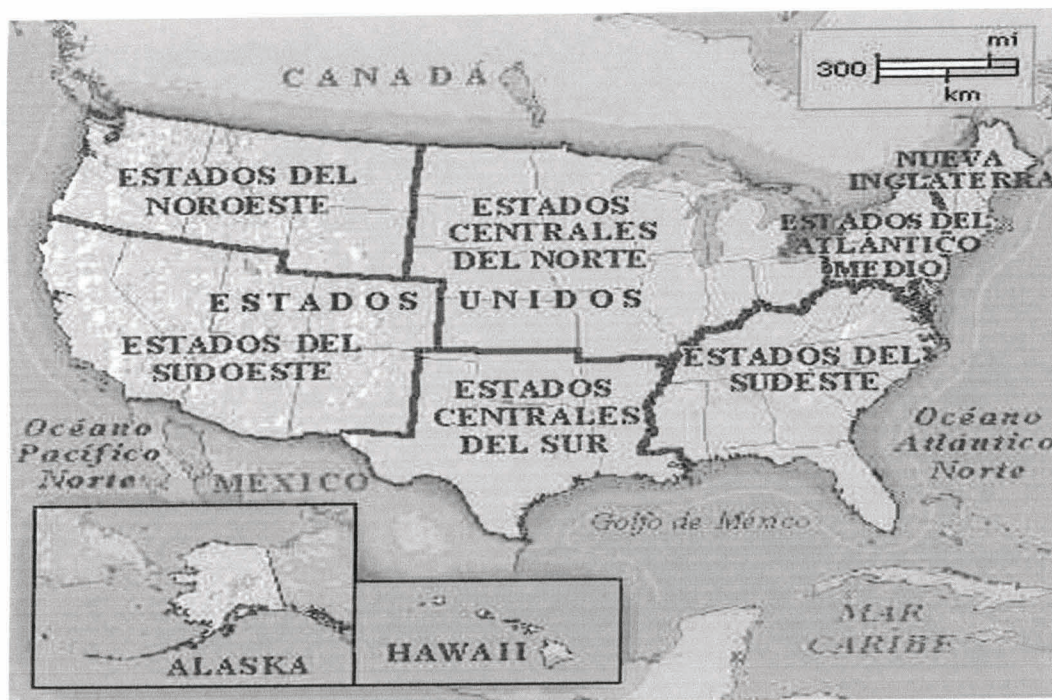 CANADÁ
mi
300
km
ESTADOS DEL
NOROESTE
ESTADOS
CENTRALES
DEL NORTE
NUEVA
INGLATERRA
ESTADOS DEL
ATLÁNTICO
MEDIO
ESTADOS UNIDOS
ESTADOS DEL
SUDOESTE
ESTADOS
CENTRALES
DEL SUR
ESTADOS DEL
SUDESTE
Océano
Pacífico
Norte
MÉXICO
Océano
Atlántico
Norte
Golfo de México
MAR
CARIBE
ALASKA
HAWAII